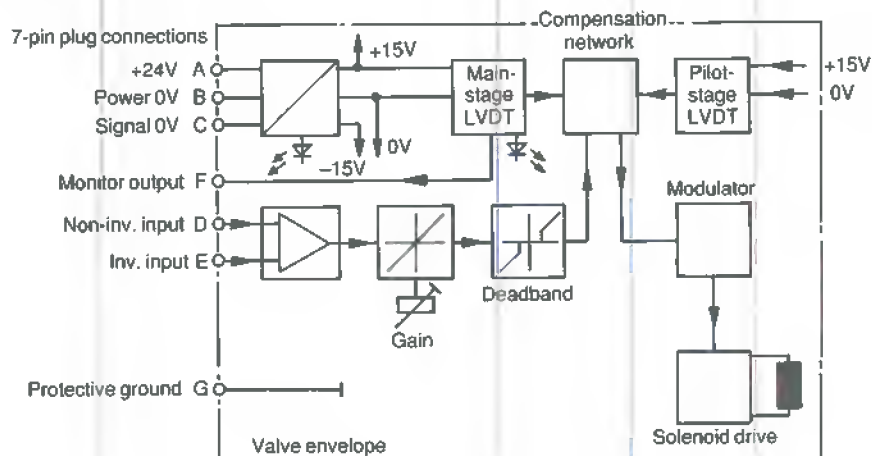 7-pin plug connections
Compensation
network
+24V A
Power 0V B
Signal 0V C
+15V
0V
–15V
Main-
stage
LVDT
Pilot-
stage
LVDT
+15V
0V
Monitor output F
Non-inv. input D
Inv. input E
Modulator
Deadband
Gain
Protective ground G
Valve envelope
Solenoid drive